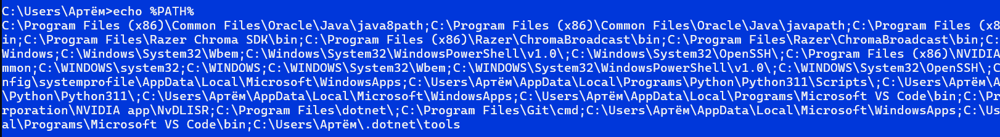 C:\Users\Артём>echo %PATH%
C:\Program Files (x86)\Common Files\Oracle\Java\java8path;C:\Program Files (x86)\Common Files\Oracle\Java\javapath;C:\Program Files (x8
in;C:\Program Files\Razer Chroma SDK\bin;C:\Program Files (x86)\Razer\ChromaBroadcast\bin;C:\Program Files\Razer\ChromaBroadcast\bin;C:
Windows;C:\Windows\System32\Wbem;C:\Windows\System32\WindowsPowerShell\v1.0\;C:\Windows\System32\OpenSSH\;C:\Program Files (x86)\NVIDIA
mmon;C:\WINDOWS\system32;C:\WINDOWS;C:\WINDOWS\System32\Wbem;C:\WINDOWS\System32\WindowsPowerShell\v1.0\;C:\WINDOWS\System32\OpenSSH\;C
nfig\systemprofile\AppData\Local\Microsoft\WindowsApps;C:\Users\Артём\AppData\Local\Programs\Python\Python311\Scripts\;C:\Users\Артём\A
\Python\Python311\;C:\Users\Артём\AppData\Local\Microsoft\WindowsApps;C:\Users\Артём\AppData\Local\Programs\Microsoft VS Code\bin;C:\Pr
rporation\NVIDIA app\NvDLISR;C:\Program Files\dotnet\;C:\Program Files\Git\cmd;C:\Users\Артём\AppData\Local\Microsoft\WindowsApps;C:\Us
al\Programs\Microsoft VS Code\bin;C:\Users\Артём\.dotnet\tools